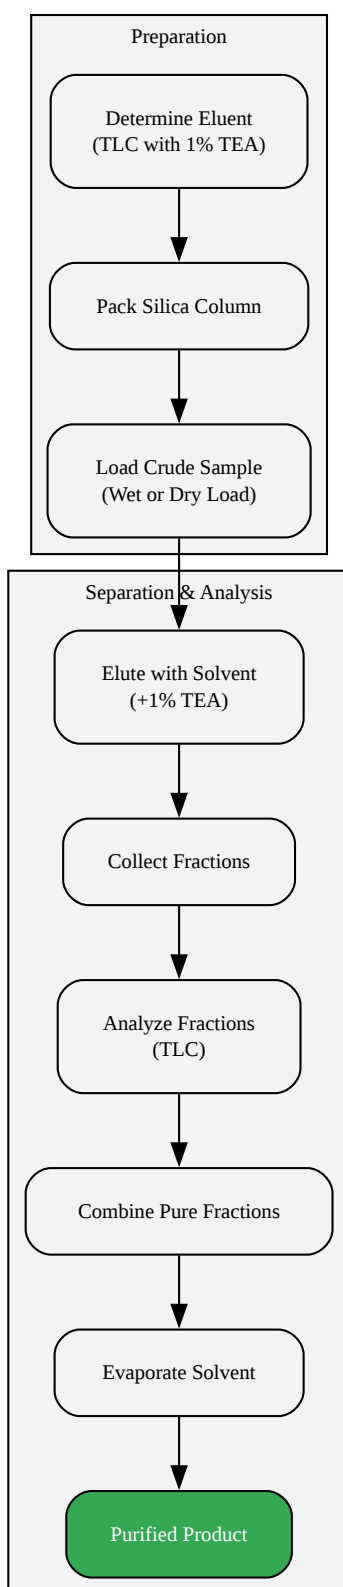 Preparation
Determine Eluent
(TLC with 1% TEA)
Pack Silica Column
Load Crude Sample
(Wet or Dry Load)
Separation & Analysis
Elute with Solvent
(+1% TEA)
Collect Fractions
Analyze Fractions
(TLC)
Combine Pure Fractions
Evaporate Solvent
Purified Product